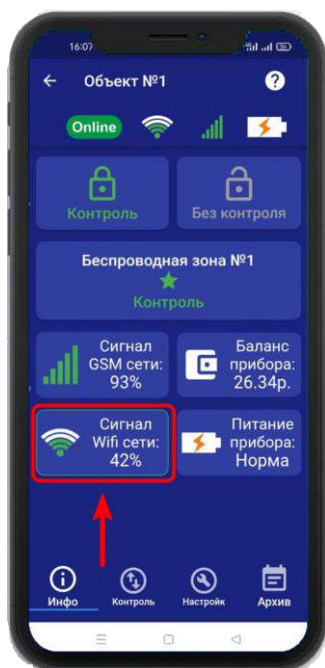 16:07
Объект №1
?
Online
Контроль
Без контроля
Беспроводная зона №1
Контроль
Сигнал
GSM сети:
93%
Баланс
прибора:
26.34р.
Сигнал
Wifi сети:
42%
Питание
прибора:
Норма
Инфо
Контроль
Настройк
Архив